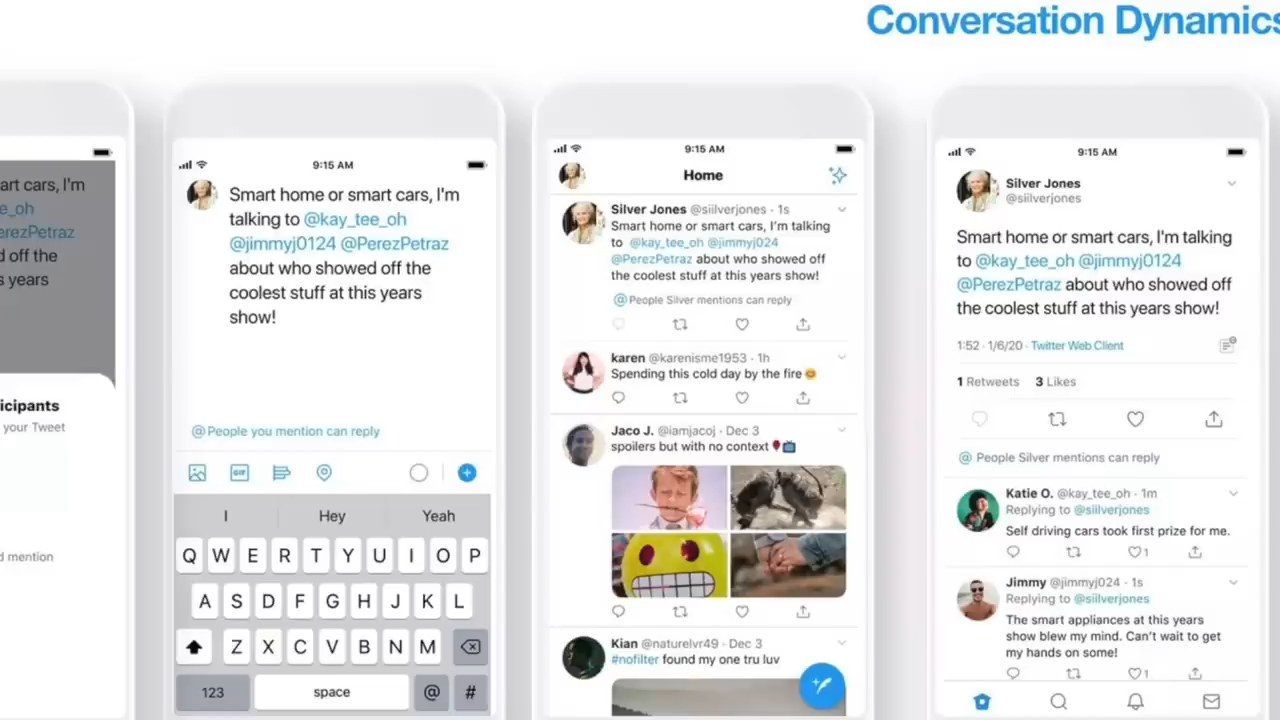 Conversation Dynamics
art cars, I'm
_oh
erezPetraz
d off the
s years
icipants
your Tweet
d mention
9:15 AM
Smart home or smart cars, I'm
talking to @kay_tee_oh
@jimmyj0124 @PerezPetraz
about who showed off the
coolest stuff at this years
show!
@ People you mention can reply
GIF
I Hey Yeah
Q W E R T Y U I O P
A S D F G H J K L
Z X C V B N M
123 space @ #
9:15 AM
Home
Silver Jones @siilverjones · 1s
Smart home or smart cars, I'm talking
to @kay_tee_oh @jimmyj024
@PerezPetraz about who showed off
the coolest stuff at this years show!
@ People Silver mentions can reply
karen @karenisme1953 · 1h
Spending this cold day by the fire😊
Jaco J. @iamjacoj · Dec 3
spoilers but with no context🌹📺
Kian @naturelvr49 · Dec 3
#nofilter found my one tru luv
9:15 AM
Silver Jones
@siilverjones
Smart home or smart cars, I'm talking
to @kay_tee_oh @jimmyj0124
@PerezPetraz about who showed off
the coolest stuff at this years show!
1:52 · 1/6/20 · Twitter Web Client
1 Retweets 3 Likes
@ People Silver mentions can reply
Katie O. @kay_tee_oh · 1m
Replying to @siilverjones
Self driving cars took first prize for me.
1
Jimmy @jimmyj024 · 1s
Replying to @siilverjones
The smart appliances at this years
show blew my mind. Can't wait to get
my hands on some!
1